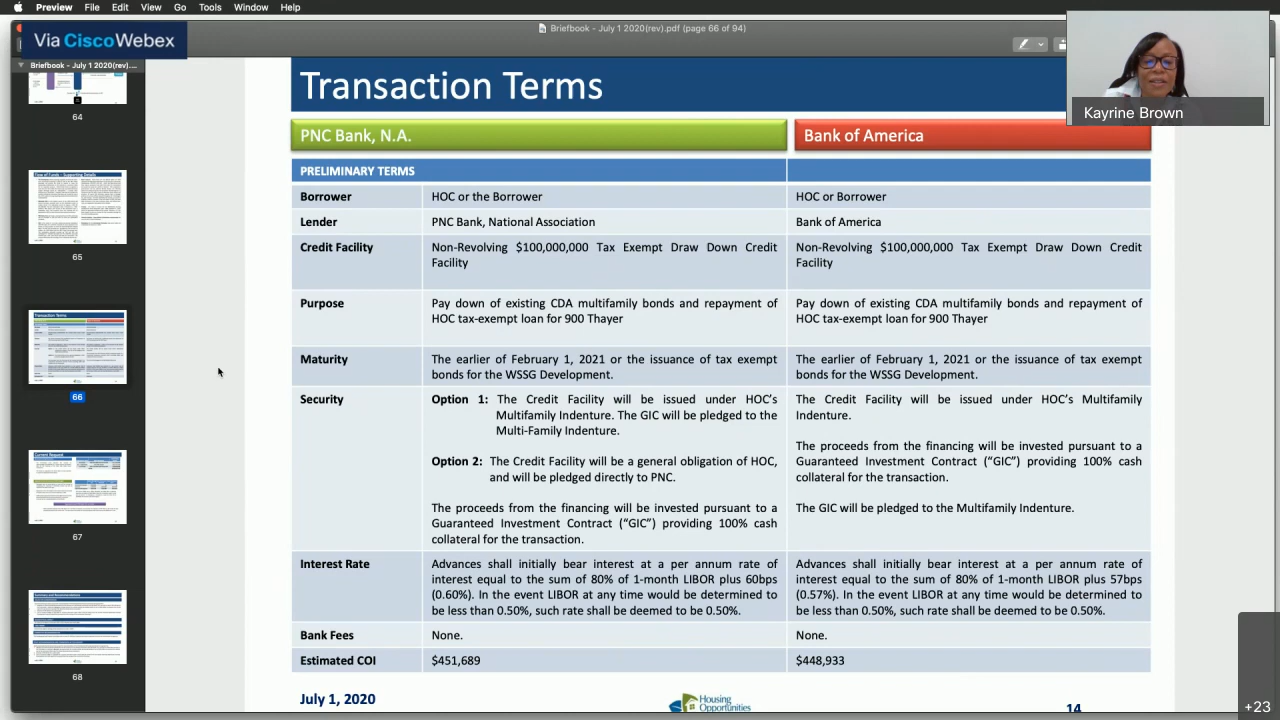 Preview File Edit View Go Tools Window Help
Via CiscoWebex
Briefbook - July 1 2020(rev).pdf (page 66 of 94)
Briefbook - July 1 2020(rev)....
64
65
66
67
68
Kayrine Brown
Transaction Terms
PNC Bank, N.A. Bank of America
PRELIMINARY TERMS
Borrower HOC or the Borrower or Borrower
PNC Bank, National Association Bank of America
Credit Facility Non-Revolving $100,000,000 Tax Exempt Draw Down Credit Non-Revolving $100,000,000 Tax Exempt Draw Down Credit
Facility Facility
Purpose Pay down of existing CDA multifamily bonds and repayment of Pay down of existing CDA multifamily bonds and repayment of
HOC tax-exempt loan for 900 Thayer tax-exempt loan for 900 Thayer
Maturity The earlier of February 1, 2021 or the issuance of tax earlier of February 1, 2021 or the issuance of tax exempt
bonds for the WSSG Development. bonds for the WSSG Development.
Security Option 1: The Credit Facility will be issued under HOC's The Credit Facility will be issued under HOC's Multifamily
Multifamily Indenture. The GIC will be pledged to the Indenture.
Multi-Family Indenture.
The proceeds from the financing will be invested pursuant to a
Option Credit Facility will be a general obligation of HOC, Guaranteed Investment Contract ("GIC") providing 100% cash
will be pledged directly to PNC. collateral for the transaction.
The proceeds from the financing will be invested pursuant to a The GIC will be pledged to the Multifamily Indenture.
Guaranteed Investment Contract ("GIC") providing 100% cash
collateral for the transaction.
Interest Rate Advances shall initially bear interest at a per annum rate of Advances shall initially bear interest at a per annum rate of
interest equal to the sum of 80% of 1-month LIBOR plus 60bps interest equal to the sum of 80% of 1-month LIBOR plus 57bps
(0.60%). In the event LIBOR at any time would be determined to (0.57%). In the event LIBOR at any time would be determined to
be less than 0.50%, such rate shall be deemed to be 0.50%. be less than 0.50%, such rate shall be deemed to be 0.50%.
Bank Fees None. None.
Estimated COI $451,689 $448,933
July 1, 2020 Housing
Opportunities 14
+23